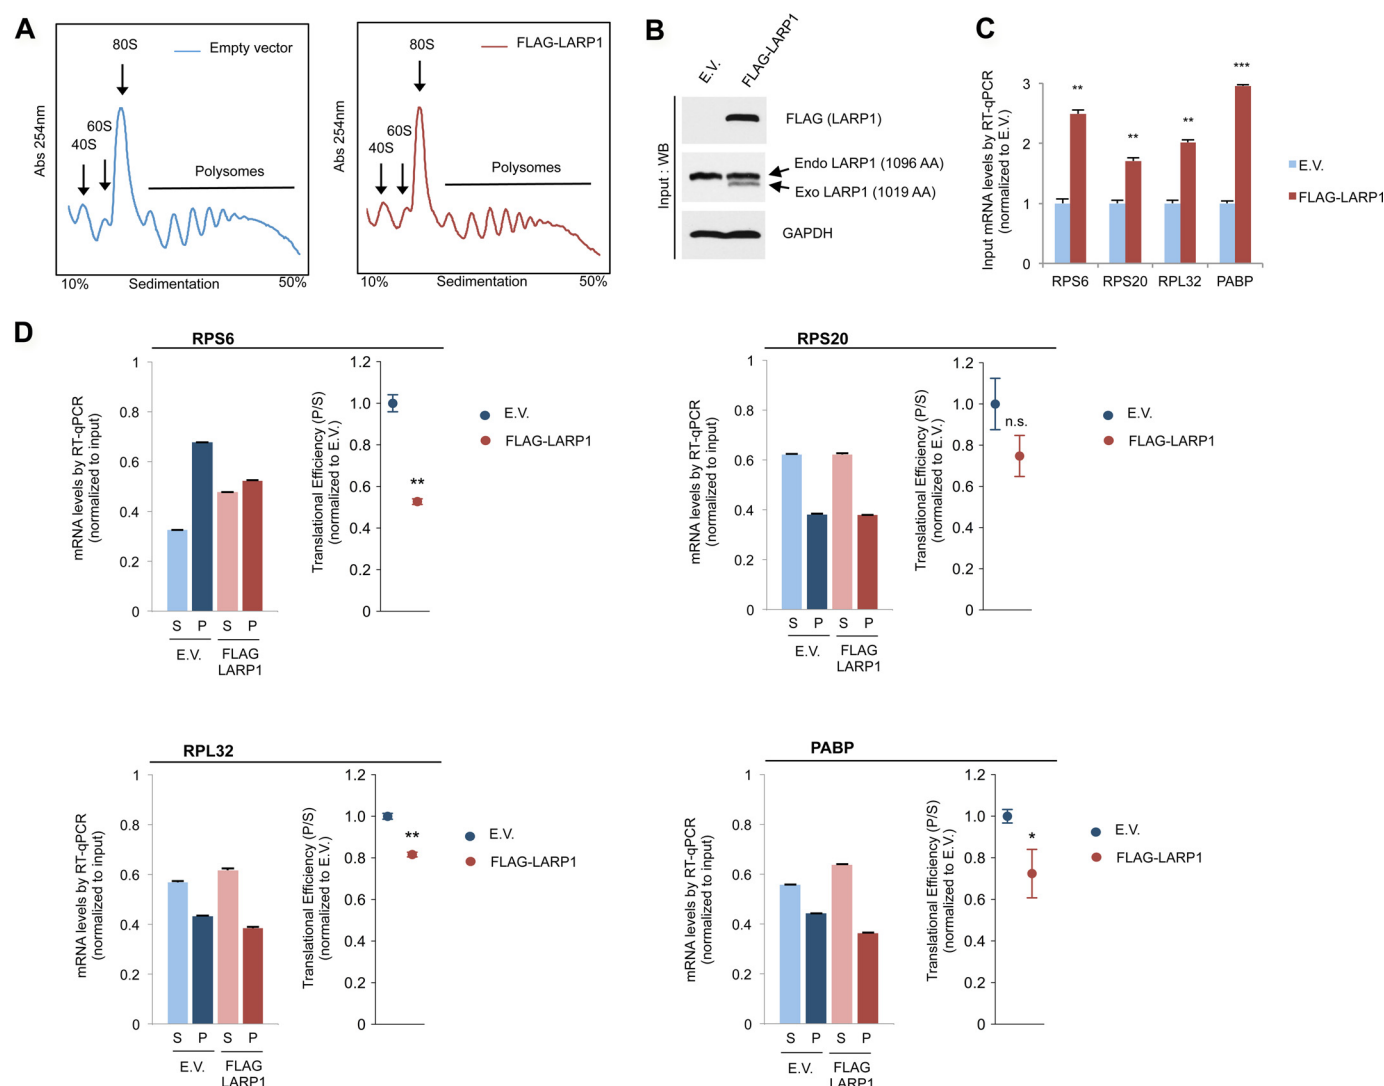 A
Empty vector
80S
60S
40S
Polysomes
Abs 254nm
10%
Sedimentation
50%
FLAG-LARP1
80S
60S
40S
Polysomes
Abs 254nm
10%
Sedimentation
50%
B
E.V.
FLAG-LARP1
Input : WB
FLAG (LARP1)
Endo LARP1 (1096 AA)
Exo LARP1 (1019 AA)
GAPDH
C
Input mRNA levels by RT-qPCR
(normalized to E.V.)
3
2
1
0
**
**
**
***
RPS6
RPS20
RPL32
PABP
E.V.
FLAG-LARP1
D
RPS6
mRNA levels by RT-qPCR
(normalized to input)
1
0.8
0.6
0.4
0.2
0
S P S P
E.V.
FLAG
LARP1
Translational Efficiency (P/S)
(normalized to E.V.)
1.2
1.0
0.8
0.6
0.4
0.2
0
**
E.V.
FLAG-LARP1
RPS20
mRNA levels by RT-qPCR
(normalized to input)
1
0.8
0.6
0.4
0.2
0
S P S P
E.V.
FLAG
LARP1
Translational Efficiency (P/S)
(normalized to E.V.)
1.2
1.0
0.8
0.6
0.4
0.2
0
n.s.
E.V.
FLAG-LARP1
RPL32
mRNA levels by RT-qPCR
(normalized to input)
1
0.8
0.6
0.4
0.2
0
S P S P
E.V.
FLAG
LARP1
Translational Efficiency (P/S)
(normalized to E.V.)
1.2
1.0
0.8
0.6
0.4
0.2
0
**
E.V.
FLAG-LARP1
PABP
mRNA levels by RT-qPCR
(normalized to input)
1
0.8
0.6
0.4
0.2
0
S P S P
E.V.
FLAG
LARP1
Translational Efficiency (P/S)
(normalized to E.V.)
1.2
1.0
0.8
0.6
0.4
0.2
0
*
E.V.
FLAG-LARP1